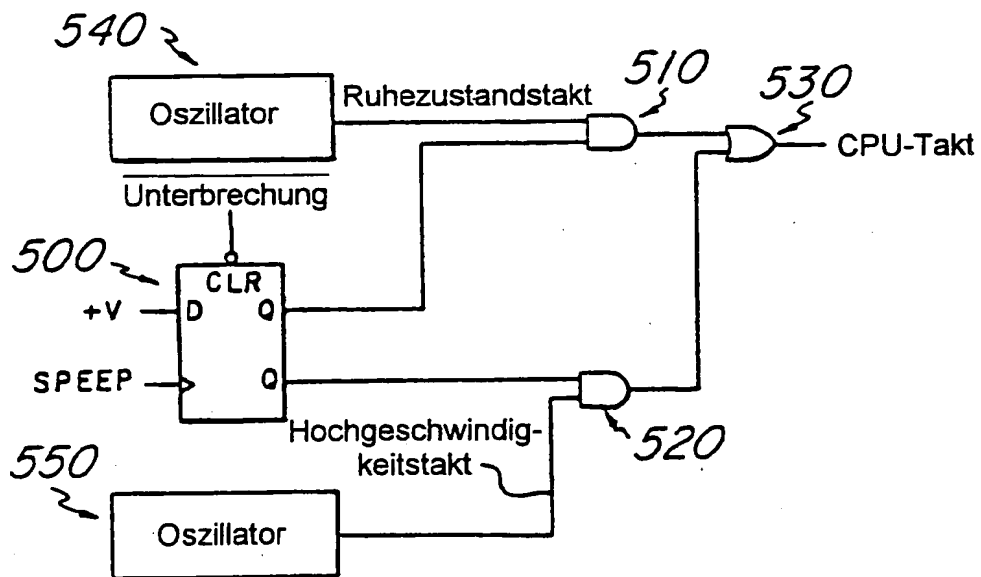 540
Oszillator
Ruhezustandstakt
510
530
CPU-Takt
Unterbrechung
500
CLR
+V
D
Q
SPEEP
Q
Hochgeschwindig-
keitstakt
520
550
Oszillator